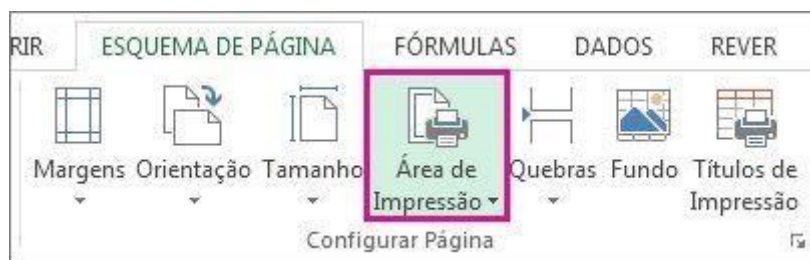 RIR ESQUEMA DE PÁGINA FÓRMULAS DADOS REVER
Margens Orientação Tamanho Área de Impressão Quebras Fundo Títulos de Impressão
Configurar Página